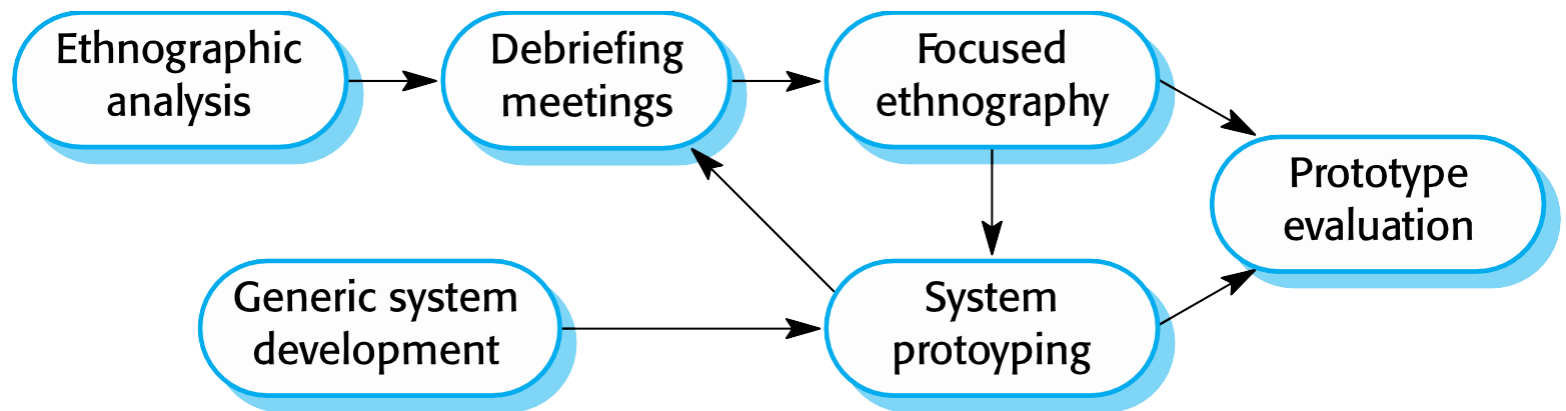 Ethnographic
analysis
Debriefing
meetings
Focused
ethnography
Prototype
evaluation
Generic system
development
System
protoyping